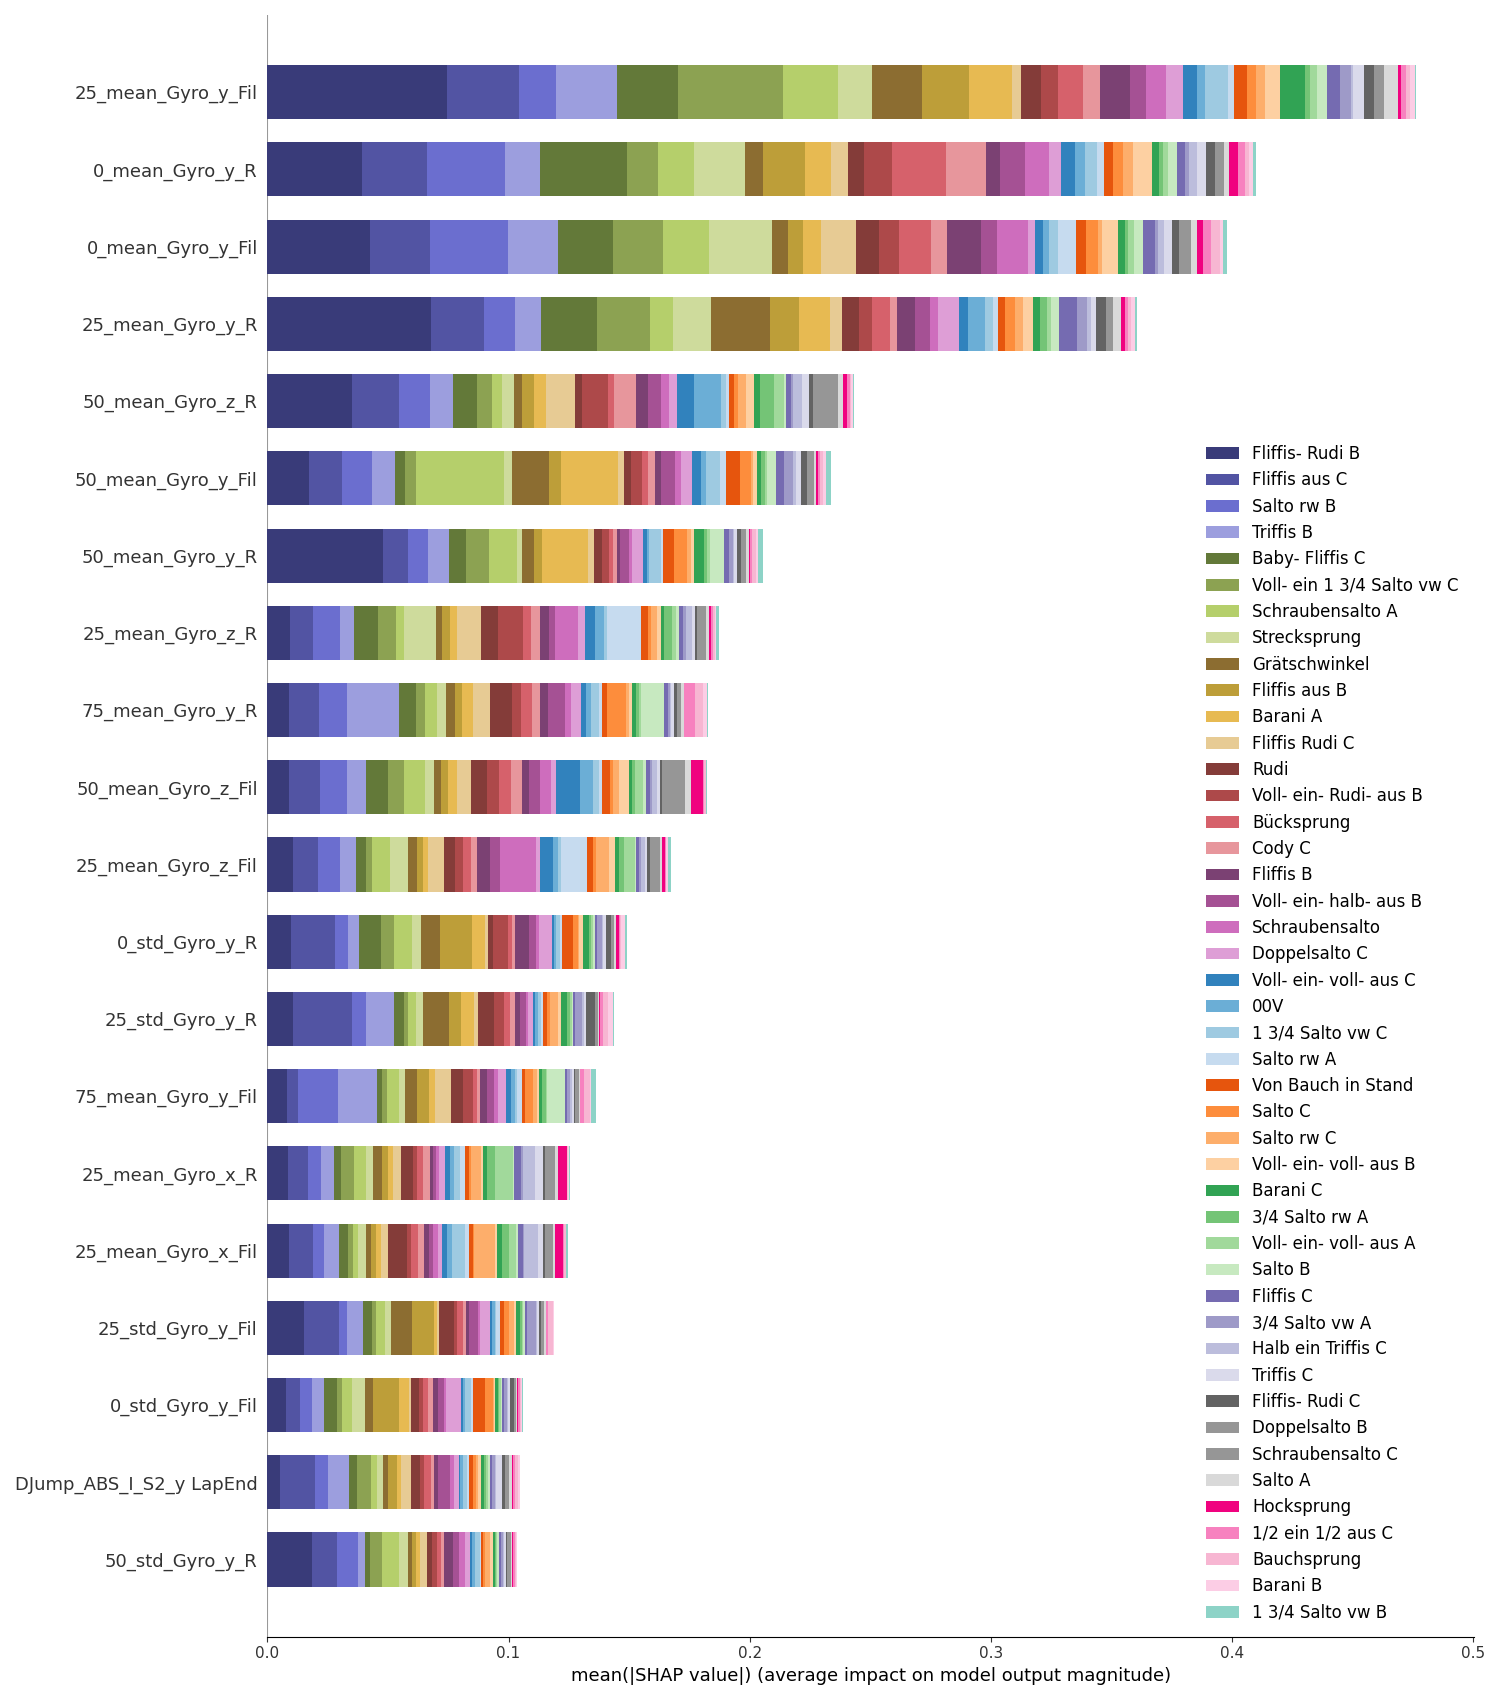 25_mean_Gyro_y_Fil
0_mean_Gyro_y_R
0_mean_Gyro_y_Fil
25_mean_Gyro_y_R
50_mean_Gyro_z_R
50_mean_Gyro_y_Fil
50_mean_Gyro_y_R
25_mean_Gyro_z_R
75_mean_Gyro_y_R
50_mean_Gyro_z_Fil
25_mean_Gyro_z_Fil
0_std_Gyro_y_R
25_std_Gyro_y_R
75_mean_Gyro_y_Fil
25_mean_Gyro_x_R
25_mean_Gyro_x_Fil
25_std_Gyro_y_Fil
0_std_Gyro_y_Fil
DJump_ABS_I_S2_y LapEnd
50_std_Gyro_y_R
Fliffis- Rudi B
Fliffis aus C
Salto rw B
Triffis B
Baby- Fliffis C
Voll- ein 1 3/4 Salto vw C
Schraubensalto A
Strecksprung
Grätschwinkel
Fliffis aus B
Barani A
Fliffis Rudi C
Rudi
Voll- ein- Rudi- aus B
Bücksprung
Cody C
Fliffis B
Voll- ein- halb- aus B
Schraubensalto
Doppelsalto C
Voll- ein- voll- aus C
00V
1 3/4 Salto vw C
Salto rw A
Von Bauch in Stand
Salto C
Salto rw C
Voll- ein- voll- aus B
Barani C
3/4 Salto rw A
Voll- ein- voll- aus A
Salto B
Fliffis C
3/4 Salto vw A
Halb ein Triffis C
Triffis C
Fliffis- Rudi C
Doppelsalto B
Schraubensalto C
Salto A
Hocksprung
1/2 ein 1/2 aus C
Bauchsprung
Barani B
1 3/4 Salto vw B
0.0 0.1 0.2 0.3 0.4 0.5
mean(|SHAP value|) (average impact on model output magnitude)